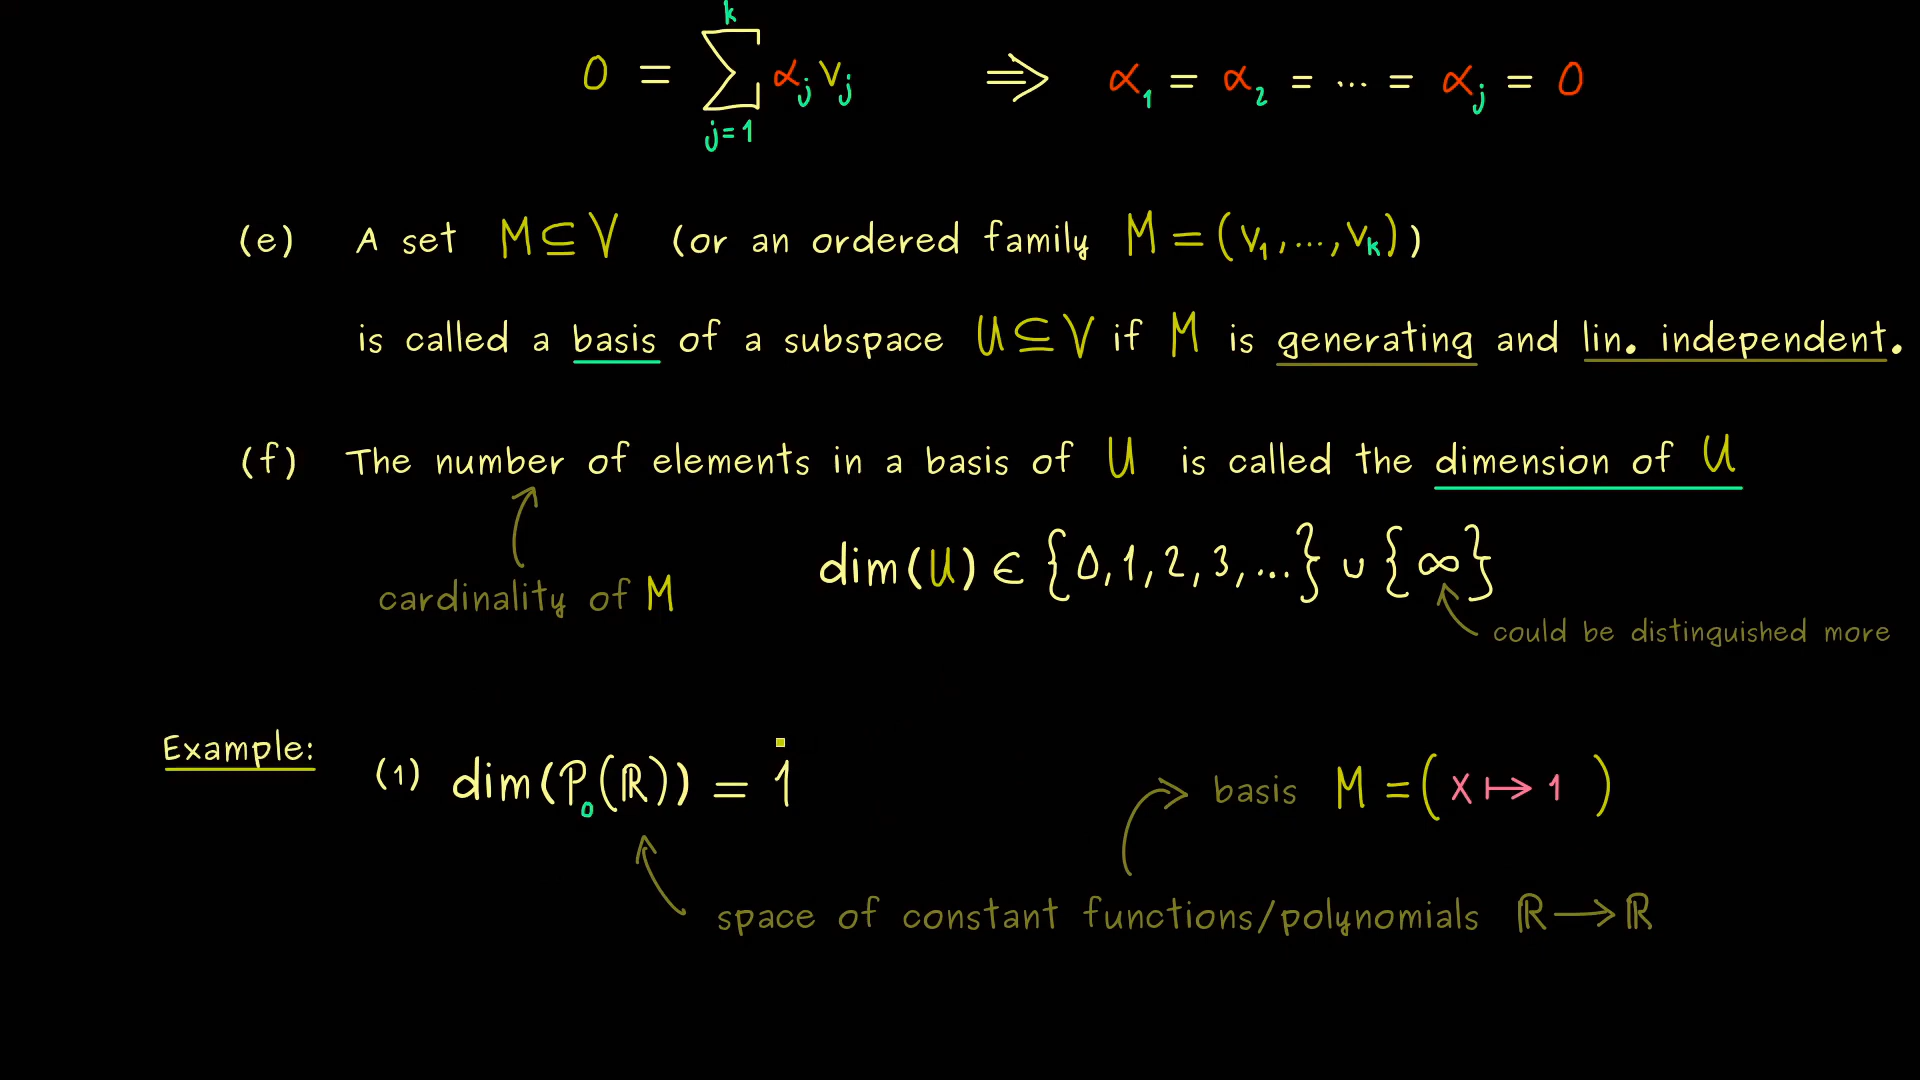 0 = ∑_{j=1}^{k} α_j v_j ⟹ α_1 = α_2 = ... = α_j = 0
(e) A set M ⊆ V (or an ordered family M = (v_1, ..., v_k))
is called a basis of a subspace U ⊆ V if M is generating and lin. independent.
(f) The number of elements in a basis of U is called the dimension of U
dim(U) ∈ {0, 1, 2, 3, ...} ∪ {∞}
cardinality of M
could be distinguished more
Example: (1) dim(P_0(ℝ)) = 1
basis M = (x ↦ 1)
space of constant functions/polynomials ℝ ⟶ ℝ